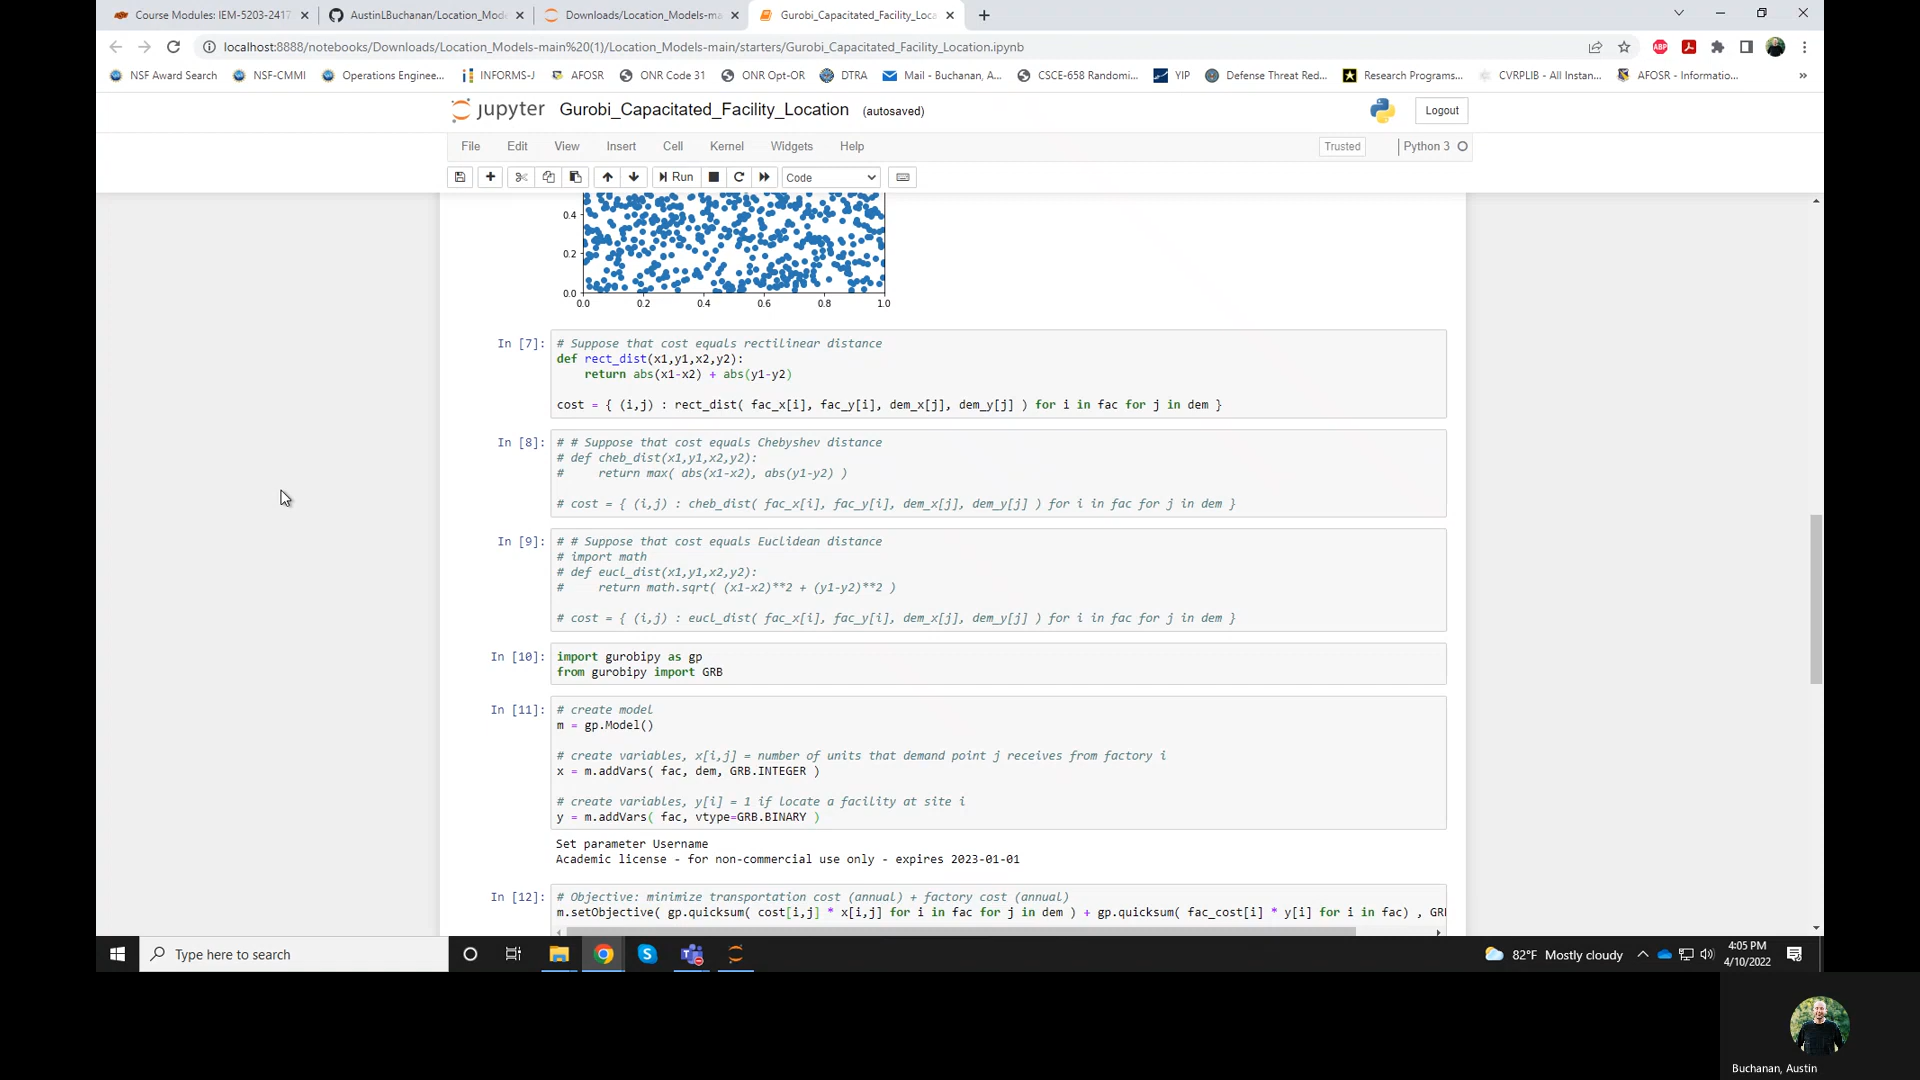 Course Modules: IEM-5203-2417
AustinLBuchanan/Location_Mode
Downloads/Location_Models-ma
Gurobi_Capacitated_Facility_Loca
localhost:8888/notebooks/Downloads/Location_Models-main%20(1)/Location_Models-main/starters/Gurobi_Capacitated_Facility_Location.ipynb
NSF Award Search
NSF-CMMI
Operations Enginee...
INFORMS-J
AFOSR
ONR Code 31
ONR Opt-OR
DTRA
Mail - Buchanan, A...
CSCE-658 Randomi...
YIP
Defense Threat Red...
Research Programs...
CVRPLIB - All Instan...
AFOSR - Informatio...
»
jupyter Gurobi_Capacitated_Facility_Location (autosaved)
Logout
File Edit View Insert Cell Kernel Widgets Help
Trusted
Python 3
Run
Code
0.4
0.2
0.0
0.0 0.2 0.4 0.6 0.8 1.0
In [7]:
# Suppose that cost equals rectilinear distance
def rect_dist(x1,y1,x2,y2):
return abs(x1-x2) + abs(y1-y2)
cost = { (i,j) : rect_dist( fac_x[i], fac_y[i], dem_x[j], dem_y[j] ) for i in fac for j in dem }
In [8]:
# # Suppose that cost equals Chebyshev distance
# def cheb_dist(x1,y1,x2,y2):
# return max( abs(x1-x2), abs(y1-y2) )
# cost = { (i,j) : cheb_dist( fac_x[i], fac_y[i], dem_x[j], dem_y[j] ) for i in fac for j in dem }
In [9]:
# # Suppose that cost equals Euclidean distance
# import math
# def eucl_dist(x1,y1,x2,y2):
# return math.sqrt( (x1-x2)**2 + (y1-y2)**2 )
# cost = { (i,j) : eucl_dist( fac_x[i], fac_y[i], dem_x[j], dem_y[j] ) for i in fac for j in dem }
In [10]:
import gurobipy as gp
from gurobipy import GRB
In [11]:
# create model
m = gp.Model()
# create variables, x[i,j] = number of units that demand point j receives from factory i
x = m.addVars( fac, dem, GRB.INTEGER )
# create variables, y[i] = 1 if locate a facility at site i
y = m.addVars( fac, vtype=GRB.BINARY )
Set parameter Username
Academic license - for non-commercial use only - expires 2023-01-01
In [12]:
# Objective: minimize transportation cost (annual) + factory cost (annual)
m.setObjective( gp.quicksum( cost[i,j] * x[i,j] for i in fac for j in dem ) + gp.quicksum( fac_cost[i] * y[i] for i in fac) , GR
Type here to search
82°F Mostly cloudy
4:05 PM
4/10/2022
Buchanan, Austin